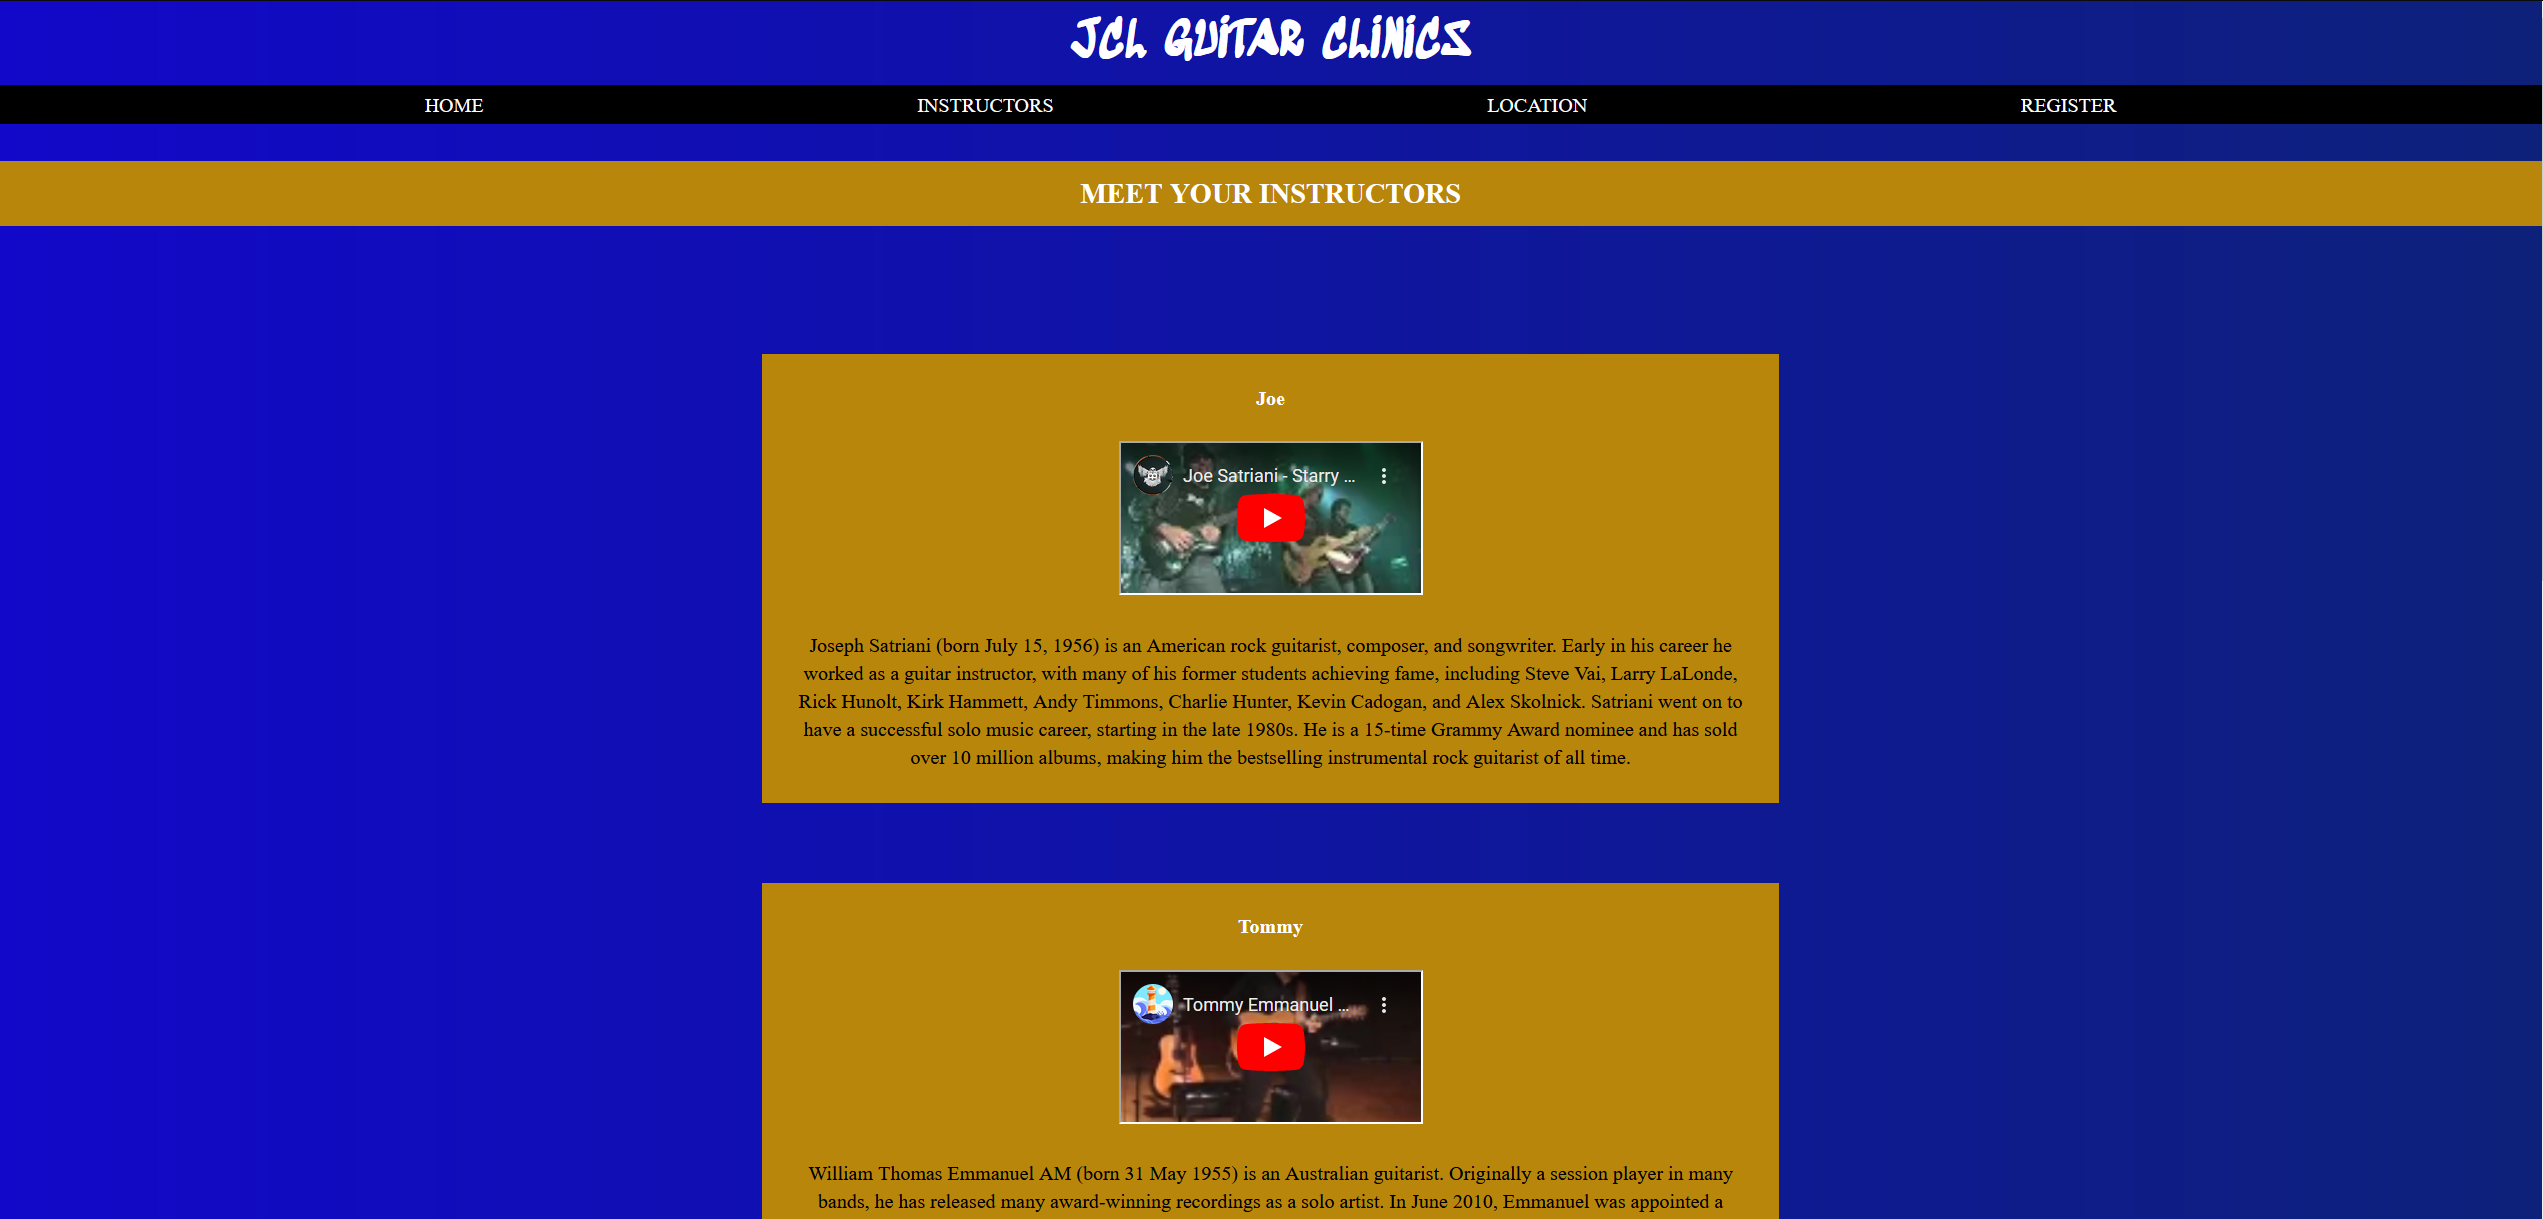 JCL GUITAR CLINICS
HOME INSTRUCTORS LOCATION REGISTER
MEET YOUR INSTRUCTORS
Joe
Joe Satriani - Starry ...
Joseph Satriani (born July 15, 1956) is an American rock guitarist, composer, and songwriter. Early in his career he
worked as a guitar instructor, with many of his former students achieving fame, including Steve Vai, Larry LaLonde,
Rick Hunolt, Kirk Hammett, Andy Timmons, Charlie Hunter, Kevin Cadogan, and Alex Skolnick. Satriani went on to
have a successful solo music career, starting in the late 1980s. He is a 15-time Grammy Award nominee and has sold
over 10 million albums, making him the bestselling instrumental rock guitarist of all time.
Tommy
Tommy Emmanuel ...
William Thomas Emmanuel AM (born 31 May 1955) is an Australian guitarist. Originally a session player in many
bands, he has released many award-winning recordings as a solo artist. In June 2010, Emmanuel was appointed a